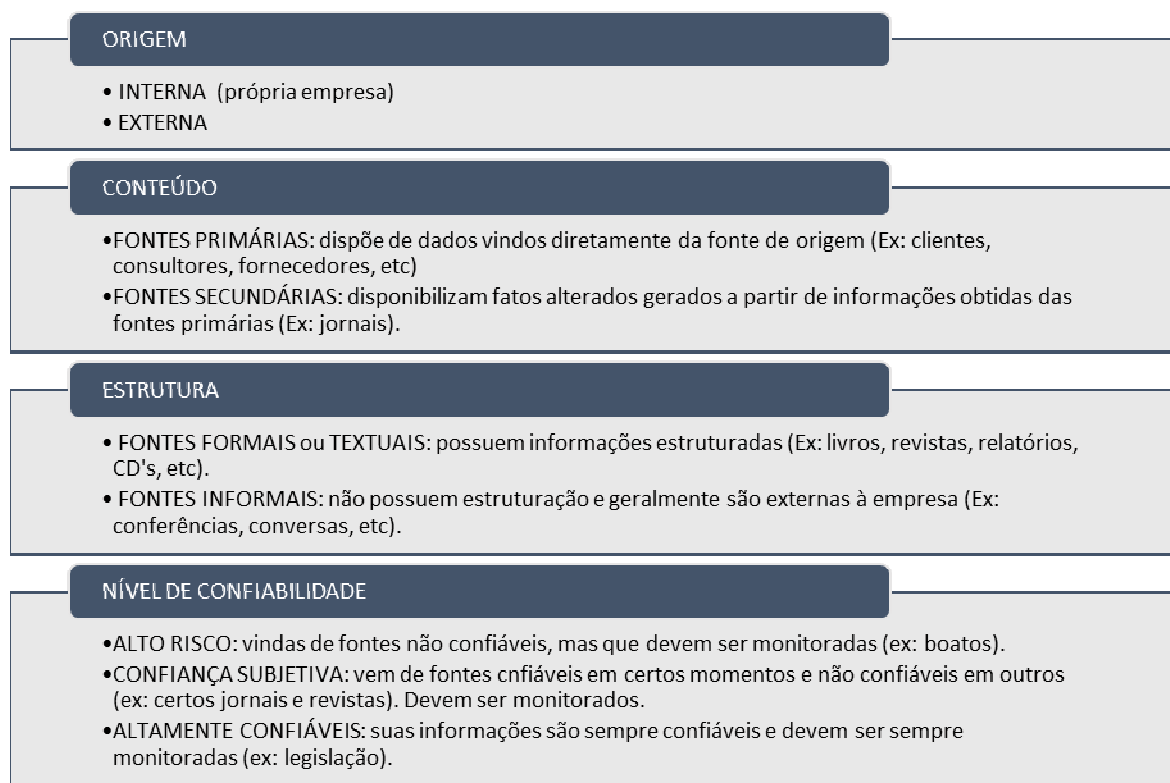 ORIGEM
• INTERNA (própria empresa)
• EXTERNA
CONTEÚDO
•FONTES PRIMÁRIAS: dispõe de dados vindos diretamente da fonte de origem (Ex: clientes,
consultores, fornecedores, etc)
•FONTES SECUNDÁRIAS: disponibilizam fatos alterados gerados a partir de informações obtidas das
fontes primárias (Ex: jornais).
ESTRUTURA
• FONTES FORMAIS ou TEXTUAIS: possuem informações estruturadas (Ex: livros, revistas, relatórios,
CD's, etc).
• FONTES INFORMAIS: não possuem estruturação e geralmente são externas à empresa (Ex:
conferências, conversas, etc).
NÍVEL DE CONFIABILIDADE
•ALTO RISCO: vindas de fontes não confiáveis, mas que devem ser monitoradas (ex: boatos).
•CONFIANÇA SUBJETIVA: vem de fontes cnfiáveis em certos momentos e não confiáveis em outros
(ex: certos jornais e revistas). Devem ser monitorados.
•ALTAMENTE CONFIÁVEIS: suas informações são sempre confiáveis e devem ser sempre
monitoradas (ex: legislação).